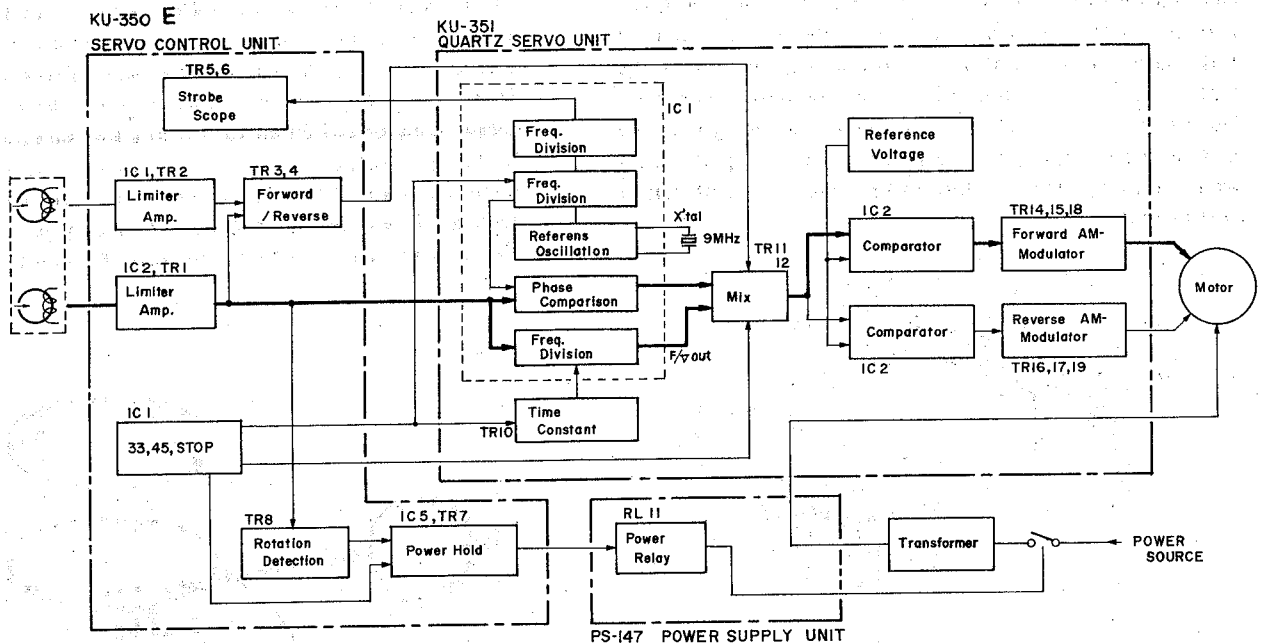 KU-350 E
SERVO CONTROL UNIT
TR5,6
Strobe
Scope
IC 1, TR2
Limiter
Amp.
TR 3, 4
Forward
/ Reverse
IC2, TR1
Limiter
Amp.
IC 1
33, 45, STOP
TR8
Rotation
Detection
IC 5, TR7
Power Hold
KU-351
QUARTZ SERVO UNIT
IC 1
Freq.
Division
Freq.
Division
Referens
Oscillation
X'tal
9MHz
Phase
Comparison
Freq.
Division
F/V out
TR10
Time
Constant
TR11
12
Mix
Reference
Voltage
IC 2
Comparator
TR14,15,18
Forward AM-
Modulator
Comparator
IC 2
Reverse AM-
Modulator
TR16,17,19
Motor
RL 11
Power
Relay
Transformer
POWER
SOURCE
PS-147 POWER SUPPLY UNIT